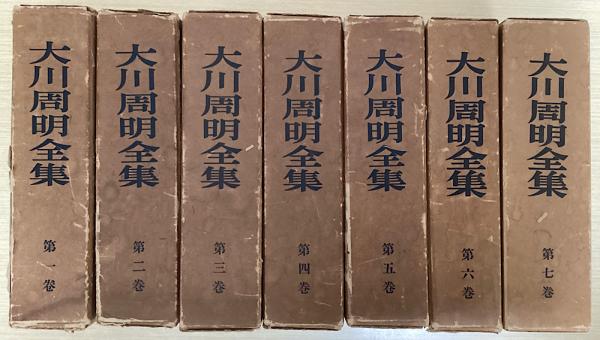 大川周明全集 第一巻
大川周明全集 第二巻
大川周明全集 第三巻
大川周明全集 第四巻
大川周明全集 第五巻
大川周明全集 第六巻
大川周明全集 第七巻